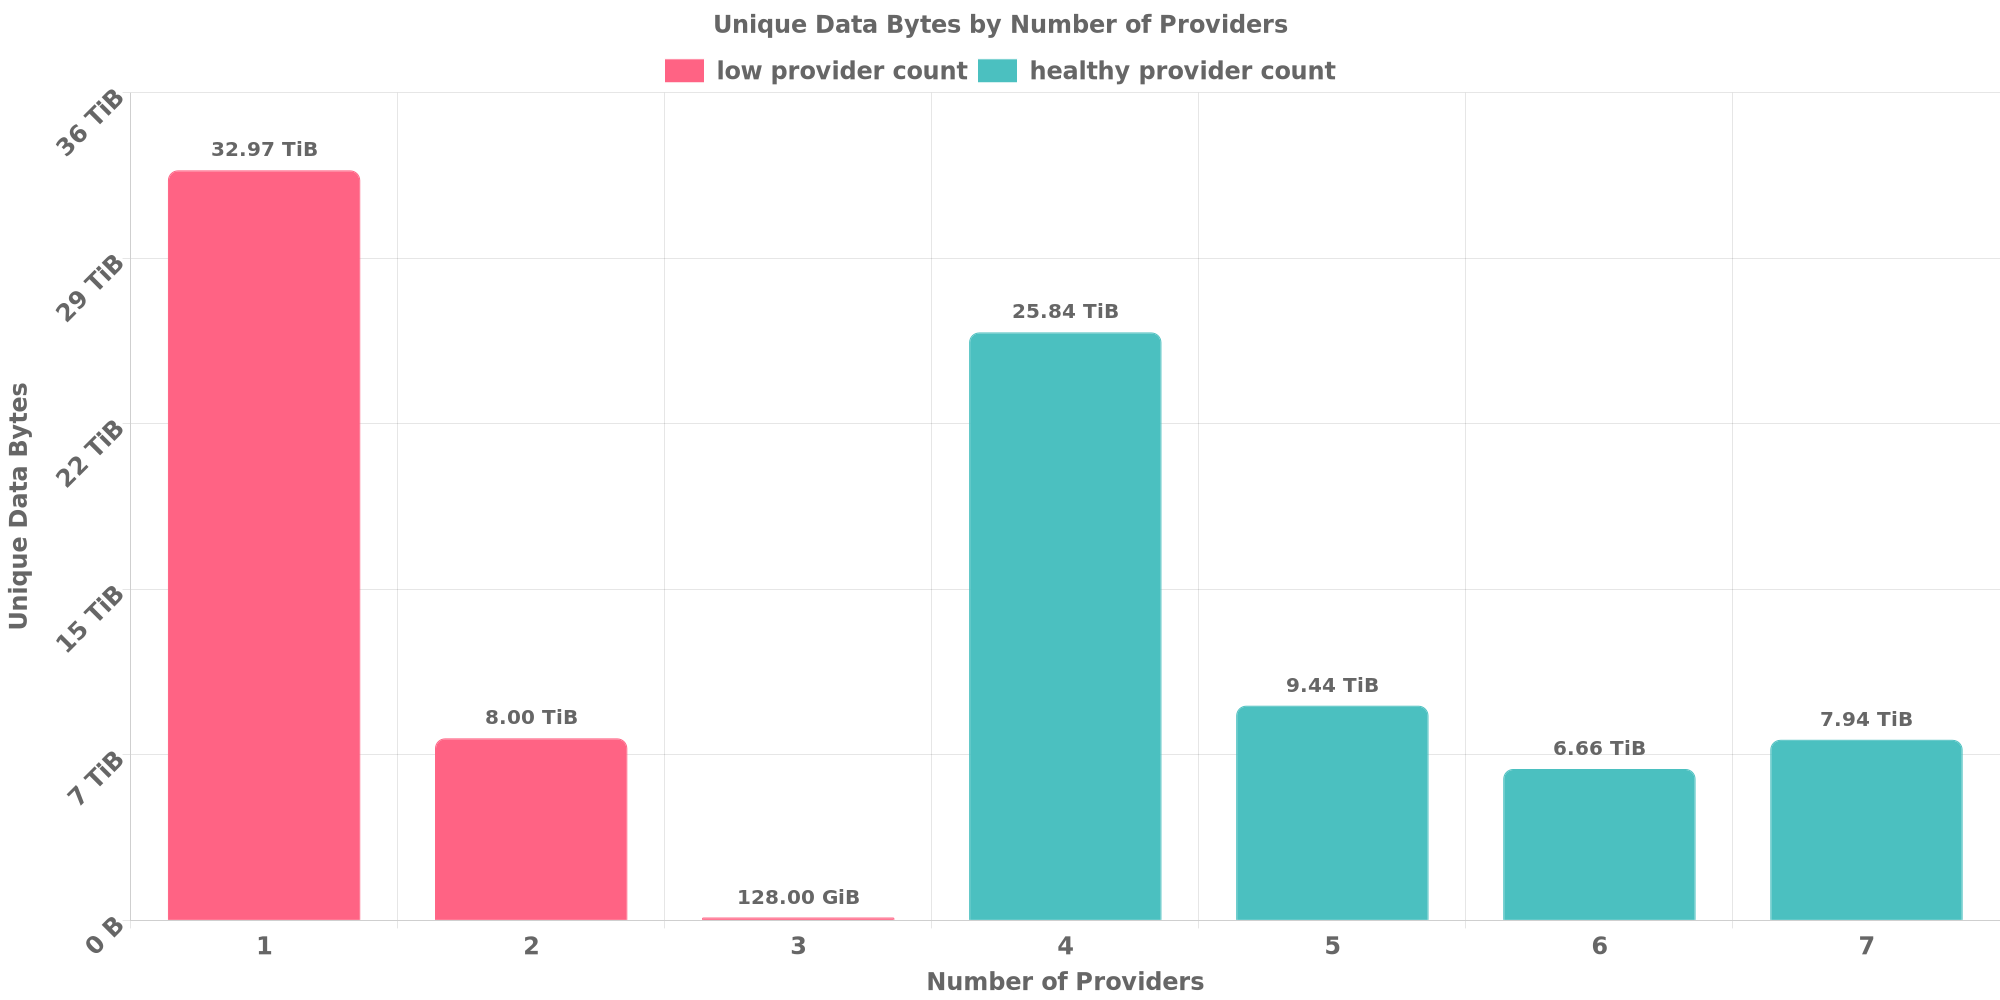 Unique Data Bytes by Number of Providers
low provider count healthy provider count
36 TiB
29 TiB
22 TiB
15 TiB
7 TiB
0 B
Unique Data Bytes
32.97 TiB
8.00 TiB
128.00 GiB
25.84 TiB
9.44 TiB
6.66 TiB
7.94 TiB
1 2 3 4 5 6 7
Number of Providers